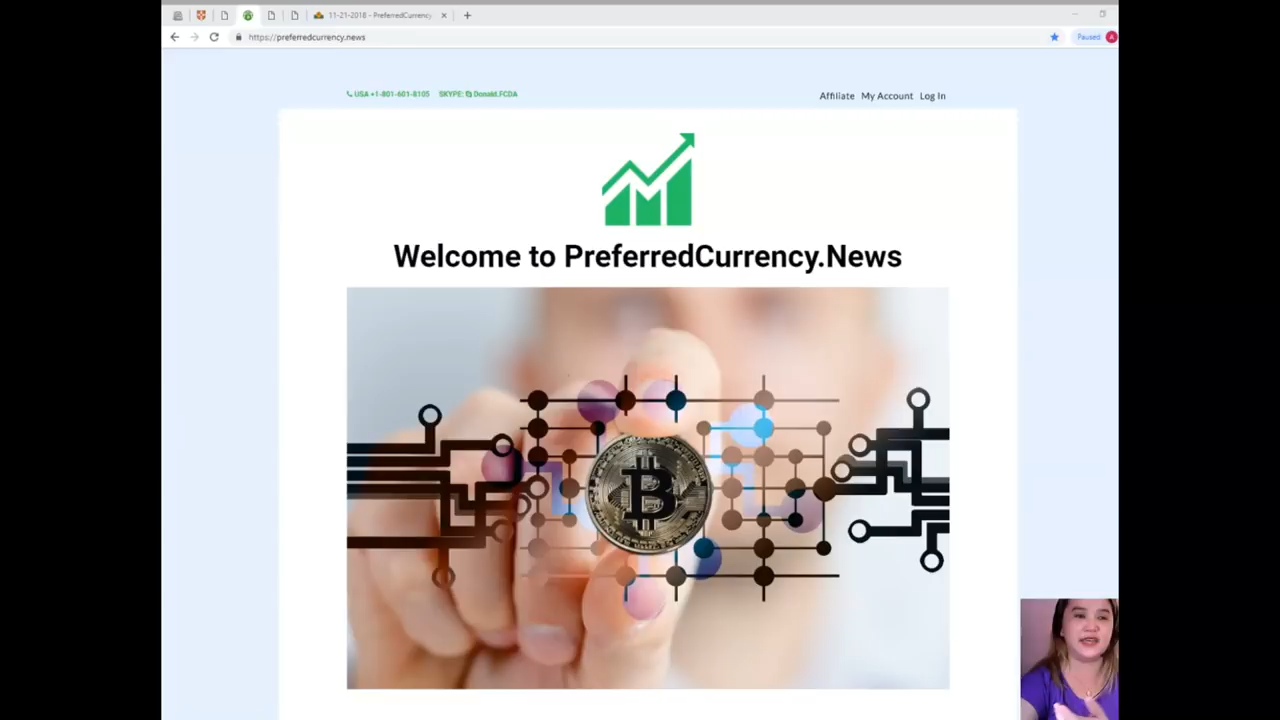 11-21-2018 - PreferredCurrency
https://preferredcurrency.news
Paused A
USA +1-801-601-8105 SKYPE: Donald.FCDA
Affiliate My Account Log In
Welcome to PreferredCurrency.News
B